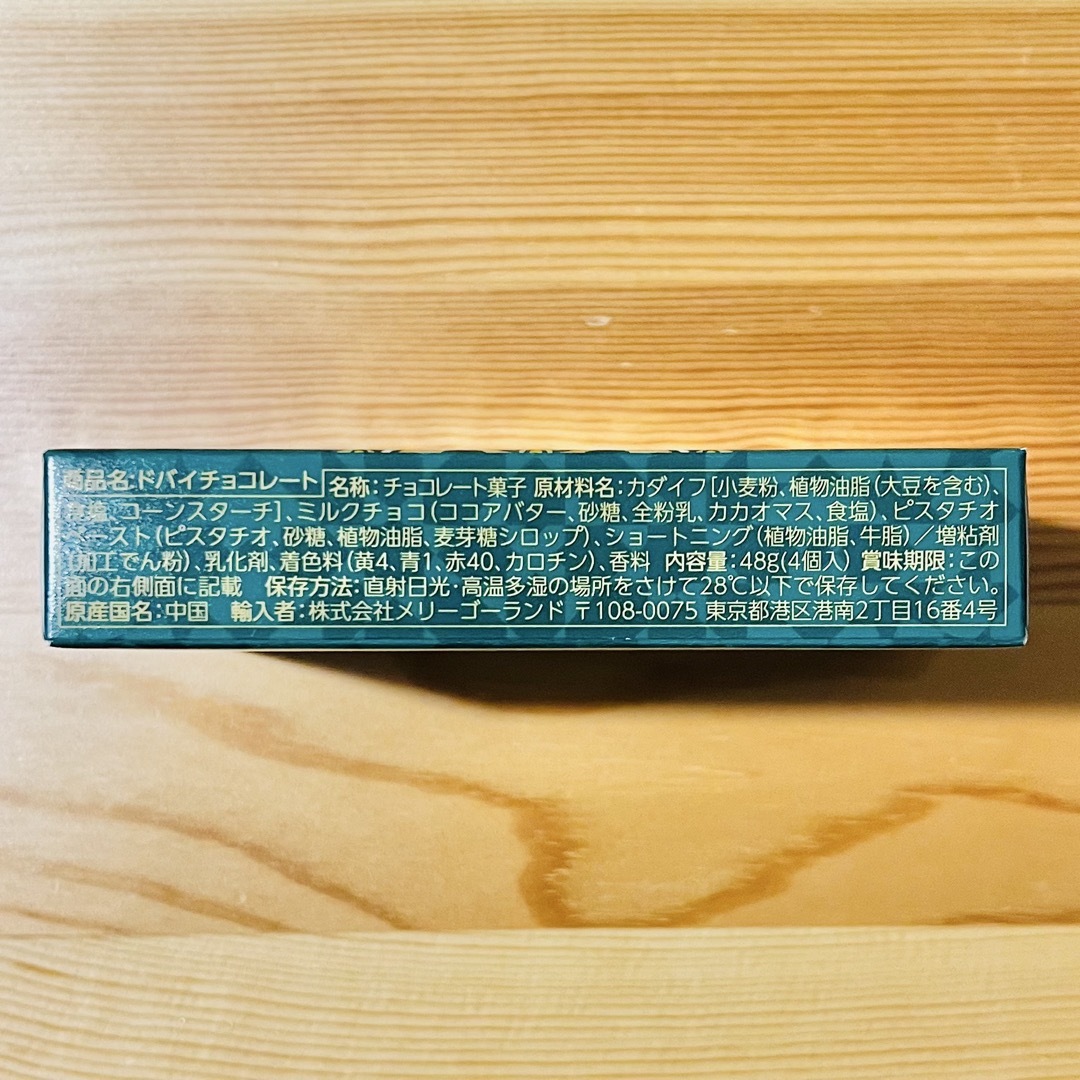 商品名:ドバイチョコレート 名称:チョコレート菓子 原材料名:カダイフ[小麦粉、植物油脂(大豆を含む)、
食塩、コーンスターチ]、ミルクチョコ(ココアバター、砂糖、全粉乳、カカオマス、食塩)、ピスタチオ
ペースト(ピスタチオ、砂糖、植物油脂、麦芽糖シロップ)、ショートニング(植物油脂、牛脂)/増粘剤
(加工でん粉)、乳化剤、着色料(黄4、青1、赤40、カロチン)、香料 内容量:48g(4個入) 賞味期限:この
面の右側面に記載 保存方法:直射日光・高温多湿の場所をさけて28℃以下で保存してください。
原産国名:中国 輸入者:株式会社メリーゴーランド 〒108-0075 東京都港区港南2丁目16番4号